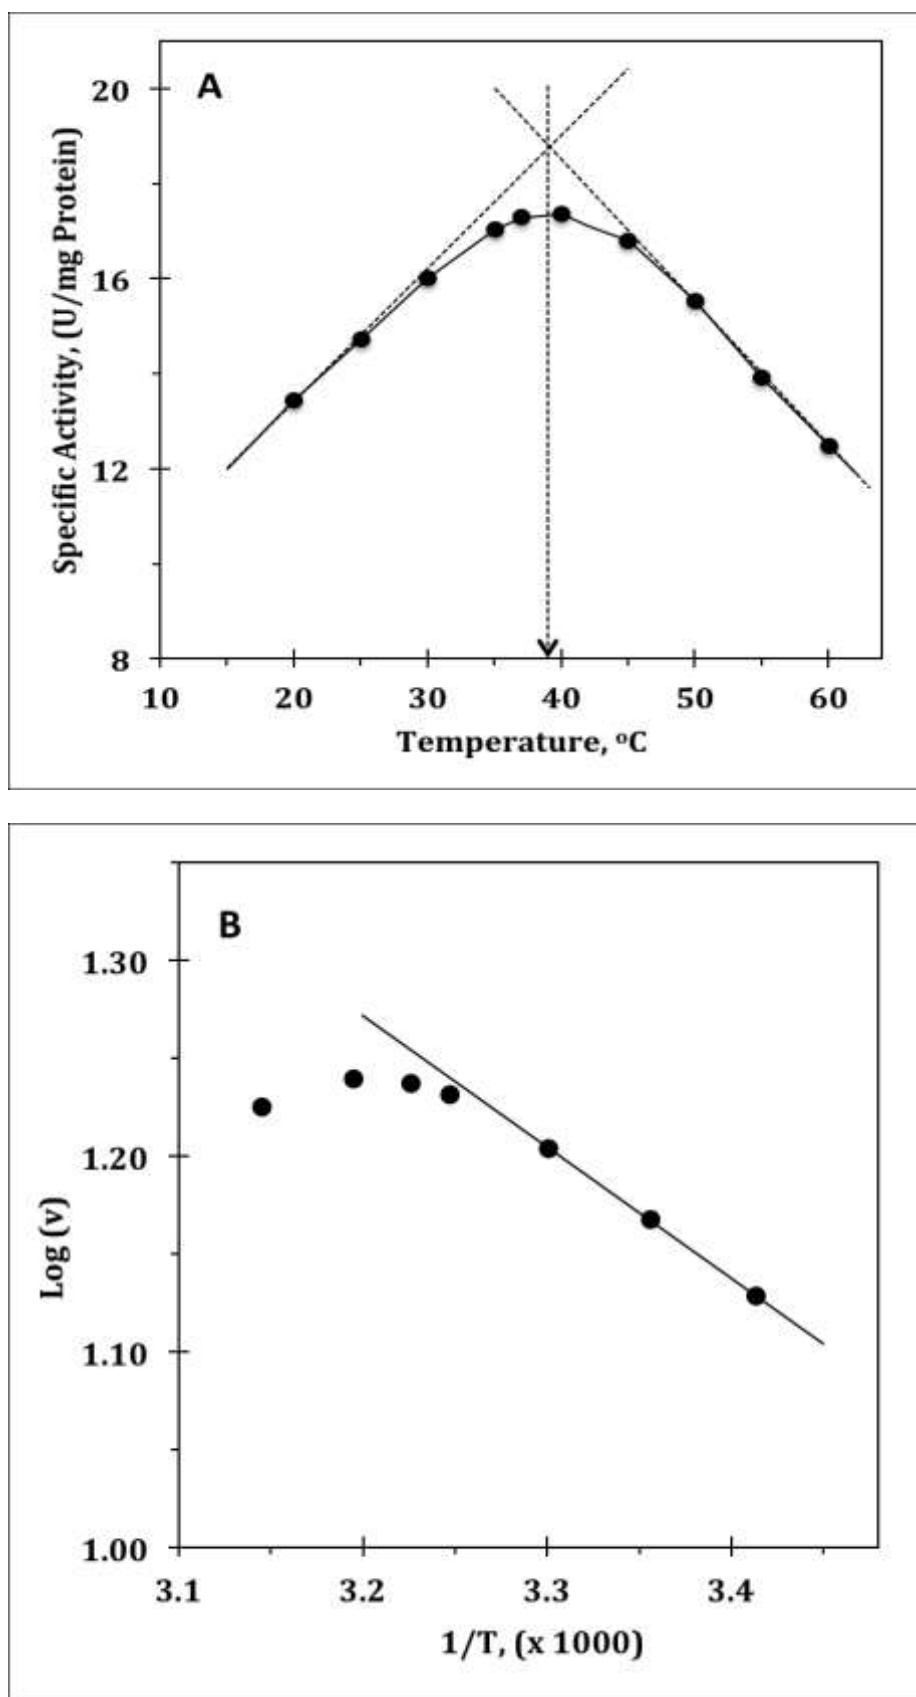 A
20
16
12
8
10 20 30 40 50 60
Specific Activity, (U/mg Protein)
Temperature, ºC
B
1.30
1.20
1.10
1.00
3.1 3.2 3.3 3.4
Log (v)
1/T, (x 1000)